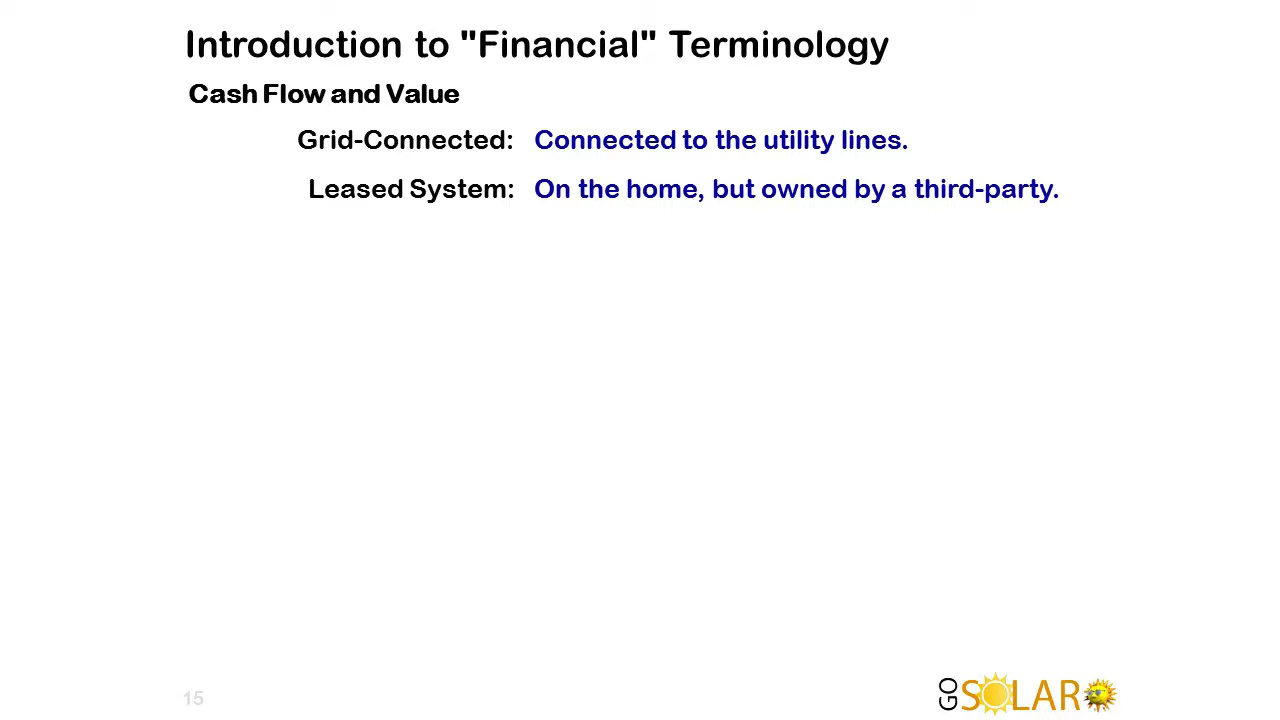 Introduction to "Financial" Terminology
Cash Flow and Value
Grid-Connected: Connected to the utility lines.
Leased System: On the home, but owned by a third-party.
15
GO SOLAR